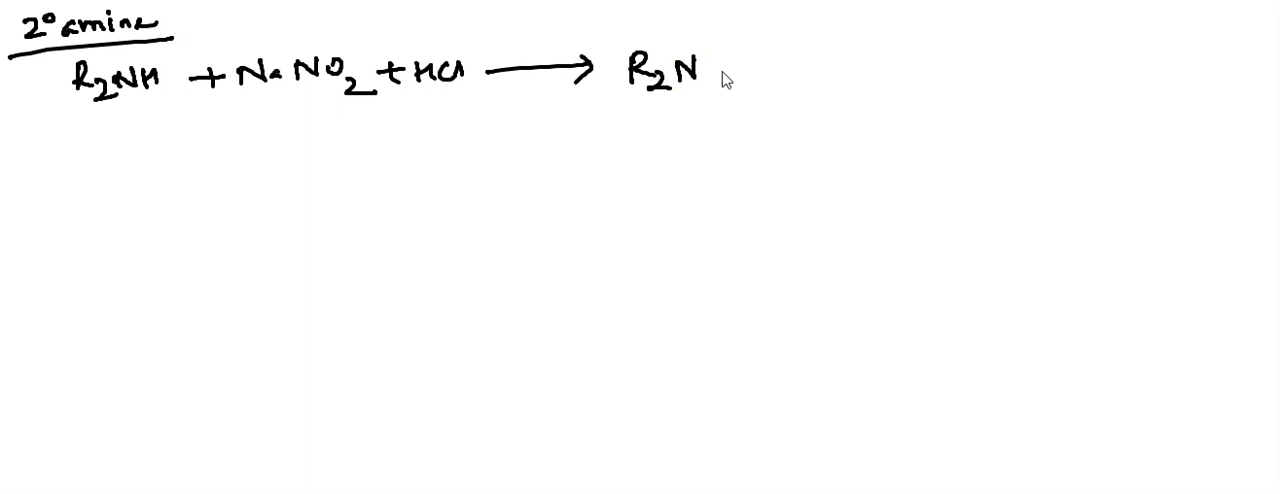 2° amine
R₂NH + NaNO₂ + HCl ⟶ R₂N